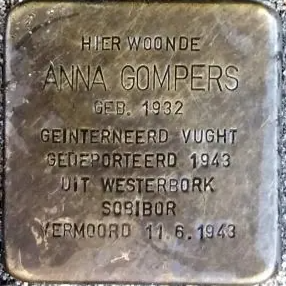 HIER WOONDE
ANNA GOMPERS
GEB. 1932
GEINTERNEERD VUGHT
GEDEPORTEERD 1943
UIT WESTERBORK
SOBIBOR
VERMOORD 11.6.1943